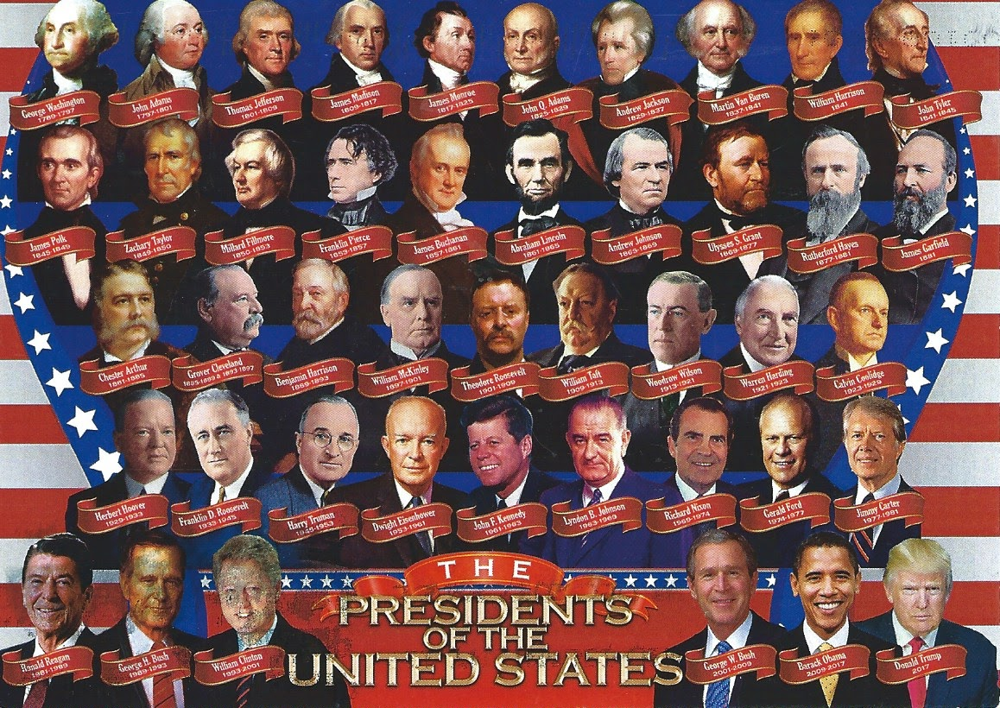 George Washington
1789-1797
John Adams
1797-1801
Thomas Jefferson
1801-1809
James Madison
1809-1817
James Monroe
1817-1825
John Q. Adams
1825-1829
Andrew Jackson
1829-1837
Martin Van Buren
1837-1841
William Harrison
1841
John Tyler
1841-1845
James Polk
1845-1849
Zachary Taylor
1849-1850
Millard Fillmore
1850-1853
Franklin Pierce
1853-1857
James Buchanan
1857-1861
Abraham Lincoln
1861-1865
Andrew Johnson
1865-1869
Ulysses S. Grant
1869-1877
Rutherford Hayes
1877-1881
James Garfield
1881
Chester Arthur
1881-1885
Grover Cleveland
1885-1889 & 1893 1897
Benjamin Harrison
1889-1893
William McKinley
1897-1901
Theodore Roosevelt
1901-1909
William Taft
1909-1913
Woodrow Wilson
1913-1921
Warren Harding
1921-1923
Calvin Coolidge
1923-1929
Herbert Hoover
1929-1933
Franklin D. Roosevelt
1933-1945
Harry Truman
1945-1953
Dwight Eisenhower
1953-1961
John F. Kennedy
1961-1963
Lyndon B. Johnson
1963-1969
Richard Nixon
1969-1974
Gerald Ford
1974-1977
Jimmy Carter
1977-1981
Ronald Reagan
1981-1989
George H. Bush
1989-1993
William Clinton
1993-2001
THE
PRESIDENTS
OF THE
UNITED STATES
George W. Bush
2001-2009
Barack Obama
2009-2017
Donald Trump
2017